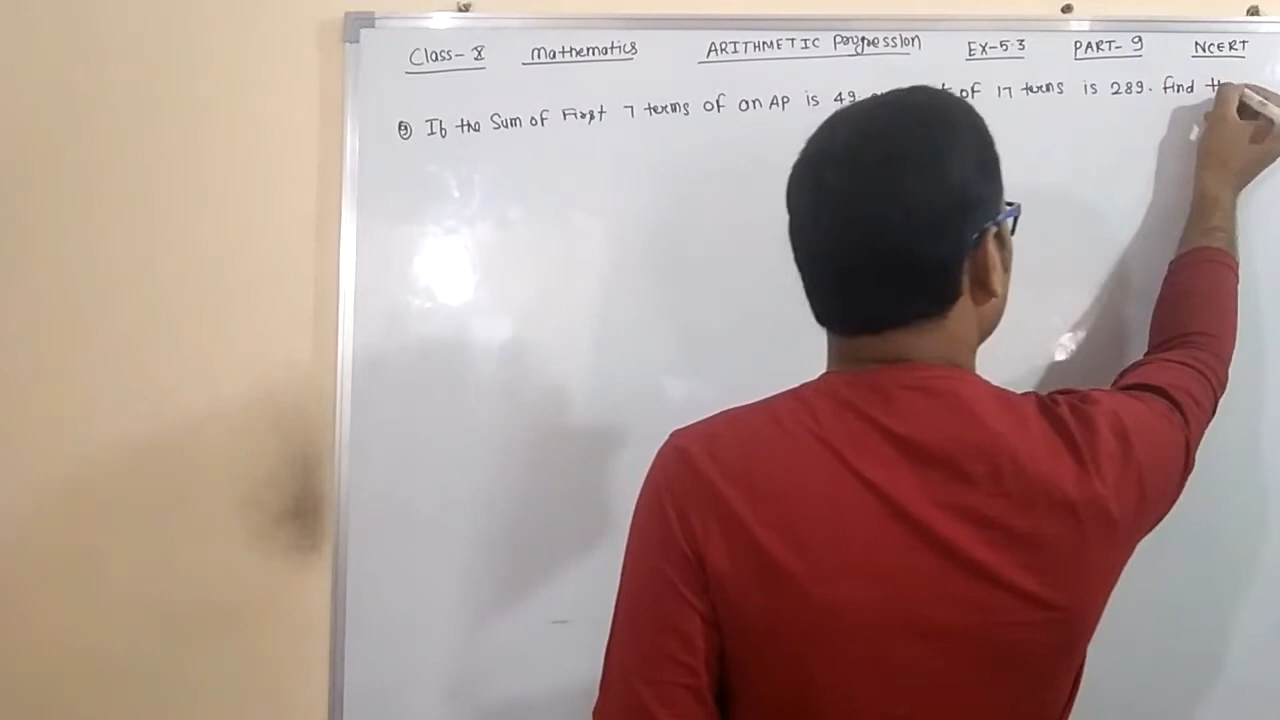 Class- X Mathematics ARITHMETIC Progression EX-5.3 PART- 9 NCERT
⑨ If the Sum of First 7 terms of an AP is 49 of 17 terms is 289. find